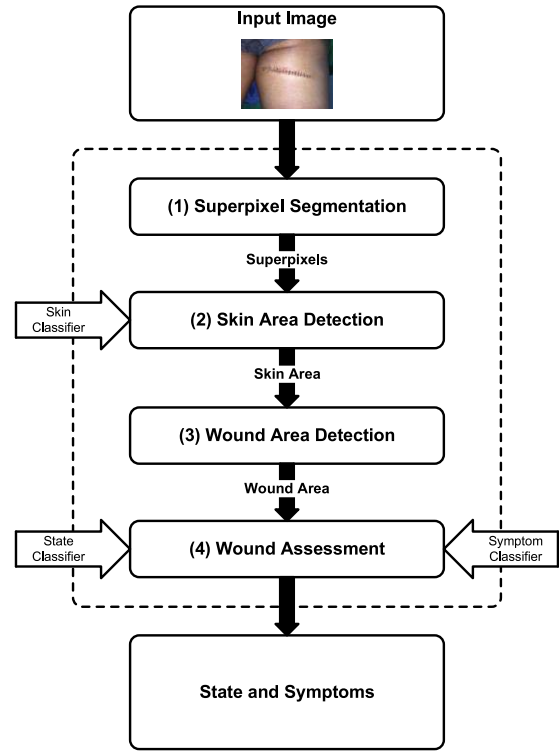 Input Image
(1) Superpixel Segmentation
Superpixels
Skin
Classifier
(2) Skin Area Detection
Skin Area
(3) Wound Area Detection
Wound Area
State
Classifier
(4) Wound Assessment
Symptom
Classifier
State and Symptoms